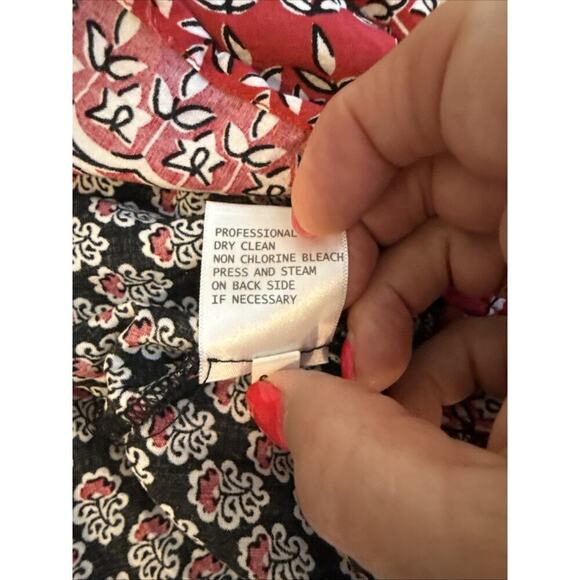 PROFESSIONAL
DRY CLEAN
NON CHLORINE BLEACH
PRESS AND STEAM
ON BACK SIDE
IF NECESSARY